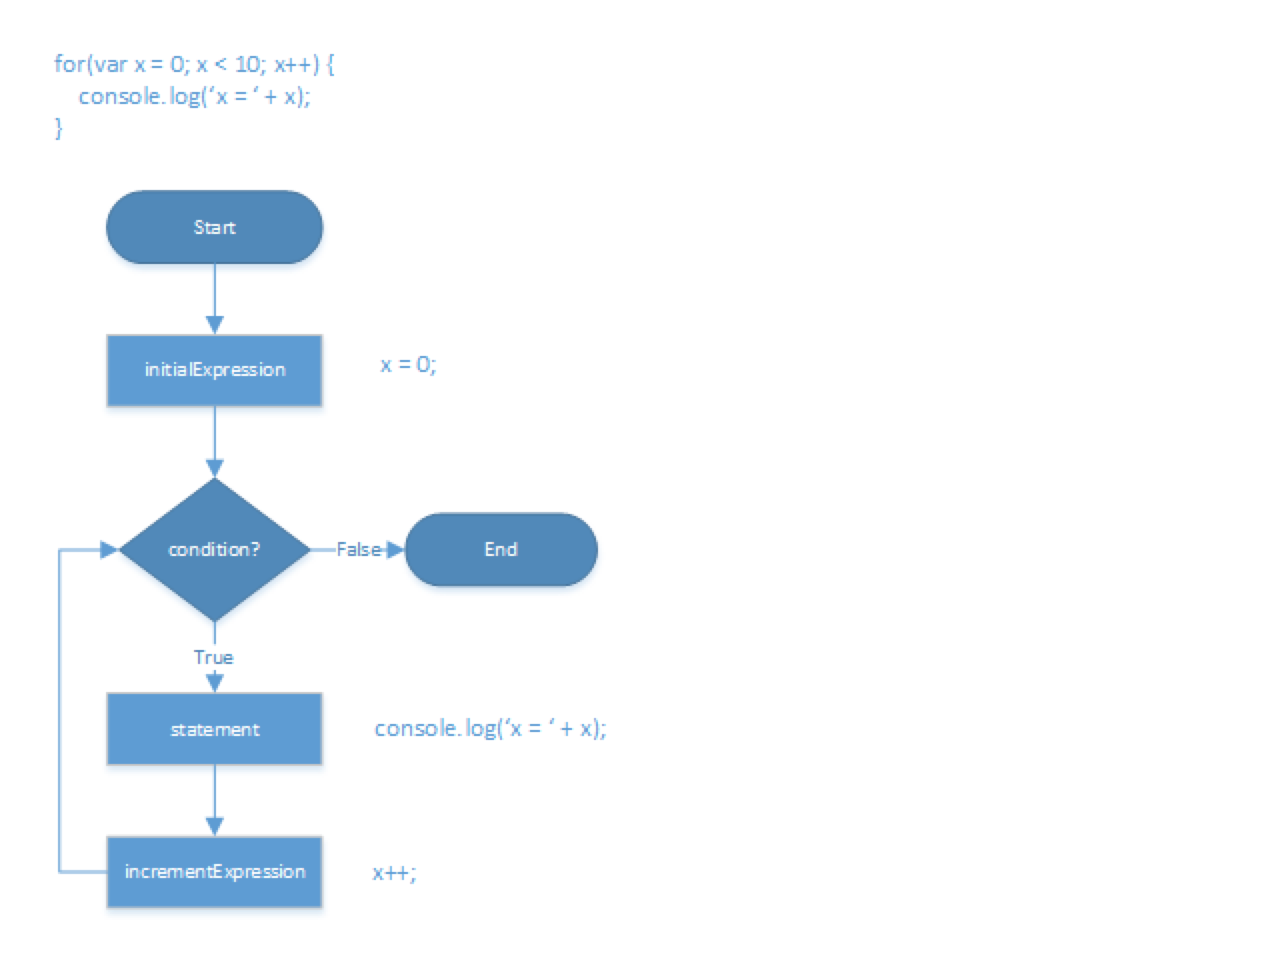 for(var x = 0; x < 10; x++) {
console.log(‘x = ‘ + x);
}
Start
initialExpression
x = 0;
condition?
False
End
True
statement
console.log(‘x = ‘ + x);
incrementExpression
x++;